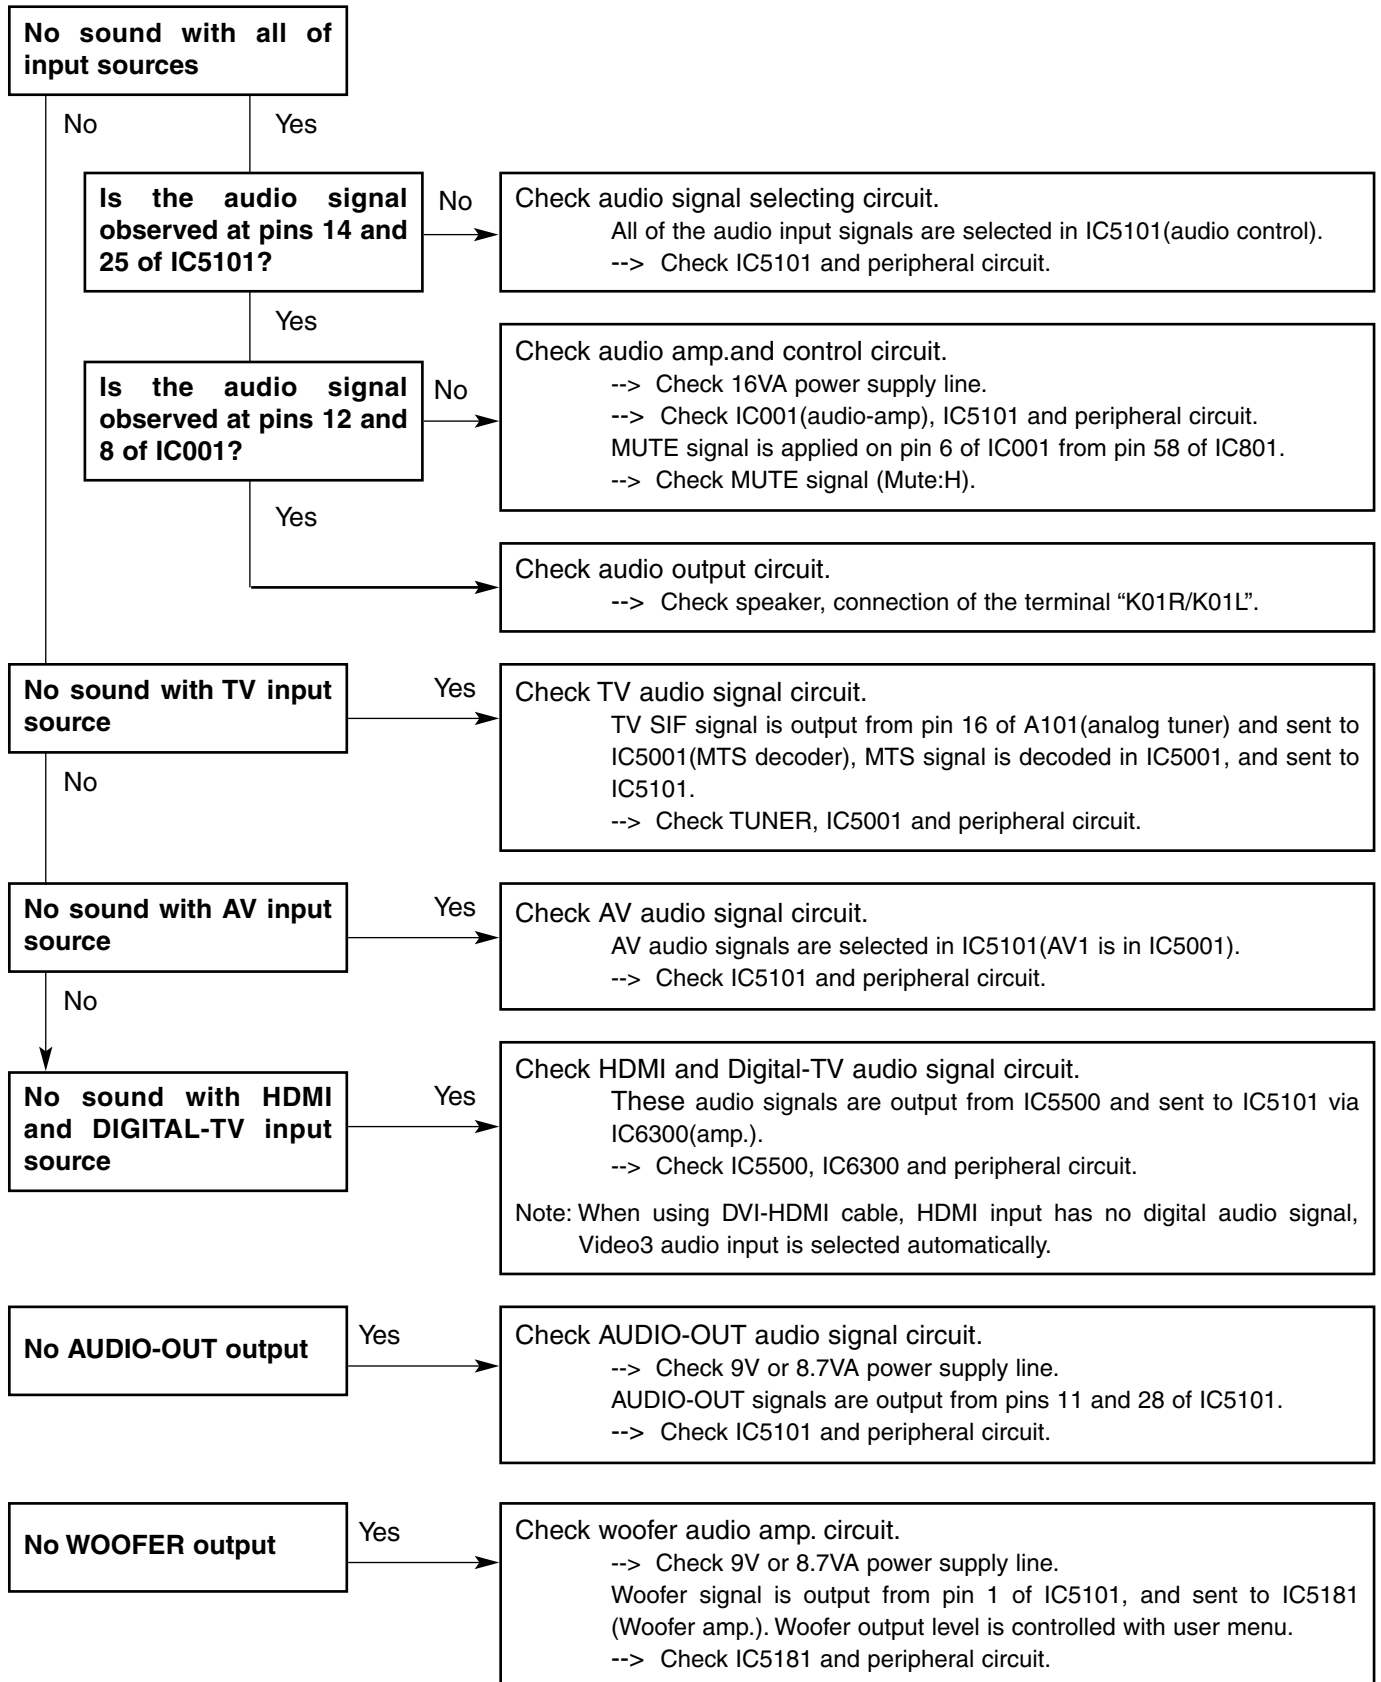 No sound with all of
input sources
No
Yes
Is the audio signal
observed at pins 14 and
25 of IC5101?
No
Check audio signal selecting circuit.
All of the audio input signals are selected in IC5101(audio control).
--> Check IC5101 and peripheral circuit.
Yes
Is the audio signal
observed at pins 12 and
8 of IC001?
No
Check audio amp.and control circuit.
--> Check 16VA power supply line.
--> Check IC001(audio-amp), IC5101 and peripheral circuit.
MUTE signal is applied on pin 6 of IC001 from pin 58 of IC801.
--> Check MUTE signal (Mute:H).
Yes
Check audio output circuit.
--> Check speaker, connection of the terminal “K01R/K01L”.
No sound with TV input
source
Yes
Check TV audio signal circuit.
TV SIF signal is output from pin 16 of A101(analog tuner) and sent to
IC5001(MTS decoder), MTS signal is decoded in IC5001, and sent to
IC5101.
--> Check TUNER, IC5001 and peripheral circuit.
No
No sound with AV input
source
Yes
Check AV audio signal circuit.
AV audio signals are selected in IC5101(AV1 is in IC5001).
--> Check IC5101 and peripheral circuit.
No
No sound with HDMI
and DIGITAL-TV input
source
Yes
Check HDMI and Digital-TV audio signal circuit.
These audio signals are output from IC5500 and sent to IC5101 via
IC6300(amp.).
--> Check IC5500, IC6300 and peripheral circuit.
Note: When using DVI-HDMI cable, HDMI input has no digital audio signal,
Video3 audio input is selected automatically.
No AUDIO-OUT output
Yes
Check AUDIO-OUT audio signal circuit.
--> Check 9V or 8.7VA power supply line.
AUDIO-OUT signals are output from pins 11 and 28 of IC5101.
--> Check IC5101 and peripheral circuit.
No WOOFER output
Yes
Check woofer audio amp. circuit.
--> Check 9V or 8.7VA power supply line.
Woofer signal is output from pin 1 of IC5101, and sent to IC5181
(Woofer amp.). Woofer output level is controlled with user menu.
--> Check IC5181 and peripheral circuit.